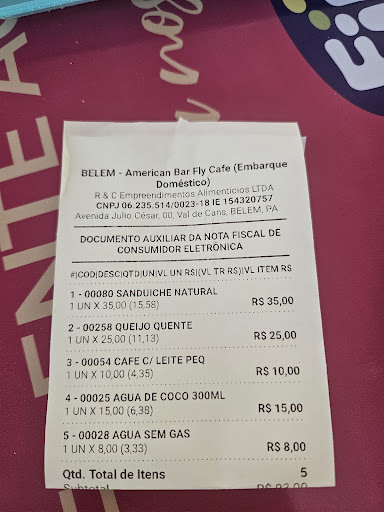 BELEM - American Bar Fly Cafe (Embarque
Doméstico)
R & C Empreendimentos Alimentícios LTDA
CNPJ 06.235.514/0023-18 IE 154320757
Avenida Julio César, 00, Val de Cans, BELEM, PA
DOCUMENTO AUXILIAR DA NOTA FISCAL DE
CONSUMIDOR ELETRÔNICA
#|COD|DESC|QTD|UN|VL UN R$|(VL TR R$)|VL ITEM R$
1 - 00080 SANDUICHE NATURAL
1 UN X 35,00 (15,58) R$ 35,00
2 - 00258 QUEIJO QUENTE
1 UN X 25,00 (11,13) R$ 25,00
3 - 00054 CAFE C/ LEITE PEQ
1 UN X 10,00 (4,35) R$ 10,00
4 - 00025 AGUA DE COCO 300ML
1 UN X 15,00 (6,38) R$ 15,00
5 - 00028 AGUA SEM GAS
1 UN X 8,00 (3,33) R$ 8,00
Qtd. Total de Itens 5
Subtotal R$ 93,00